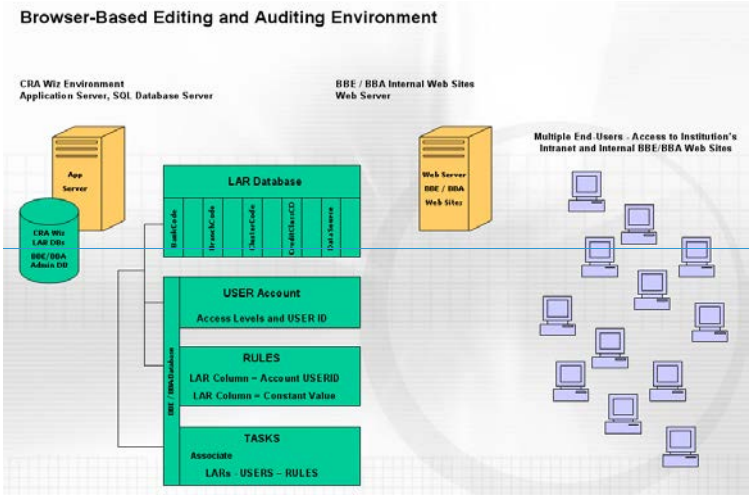 Browser-Based Editing and Auditing Environment
CRA Wiz Environment
Application Server, SQL Database Server
BBE / BBA Internal Web Sites
Web Server
Multiple End-Users - Access to Institution's
Intranet and Internal BBE/BBA Web Sites
App
Server
Web Server
BBE / BBA
Web Sites
CRA Wiz
LAR DBs
BBE/BBA
Admin DB
LAR Database
BankCode
BranchCode
ClusterCode
CreditClassCD
DataSource
BBE / BBA Database
USER Account
Access Levels and USER ID
RULES
LAR Column = Account USERID
LAR Column = Constant Value
TASKS
Associate
LARs - USERS – RULES